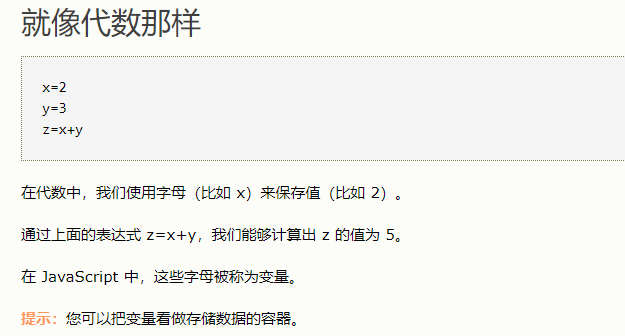 就像代数那样
x=2
y=3
z=x+y
在代数中，我们使用字母（比如 x）来保存值（比如 2）。
通过上面的表达式 z=x+y，我们能够计算出 z 的值为 5。
在 JavaScript 中，这些字母被称为变量。
提示：您可以把变量看做存储数据的容器。